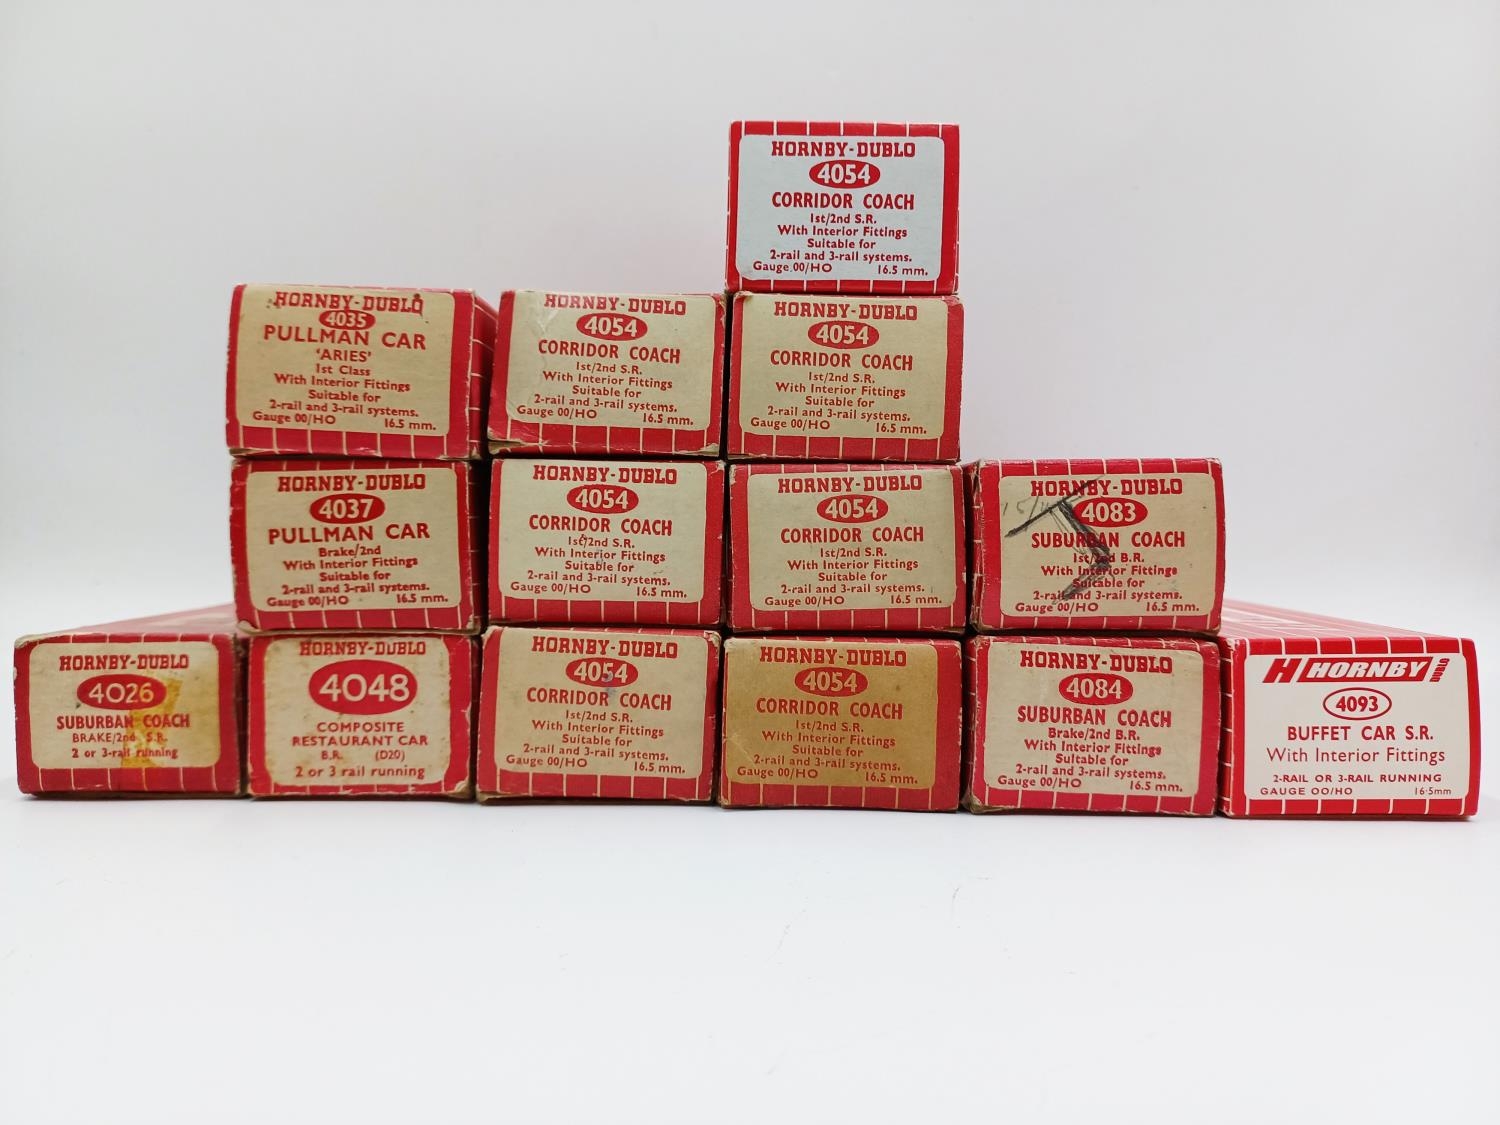 HORNBY-DUBLO
4054
CORRIDOR COACH
1st/2nd S.R.
With Interior Fittings
Suitable for
2-rail and 3-rail systems.
Gauge 00/HO 16.5 mm.
HORNBY-DUBLO
4035
PULLMAN CAR
'ARIES'
1st Class
With Interior Fittings
Suitable for
2-rail and 3-rail systems.
Gauge 00/HO 16.5 mm.
HORNBY-DUBLO
4054
CORRIDOR COACH
1st/2nd S.R.
With Interior Fittings
Suitable for
2-rail and 3-rail systems.
Gauge 00/HO 16.5 mm.
HORNBY-DUBLO
4054
CORRIDOR COACH
1st/2nd S.R.
With Interior Fittings
Suitable for
2-rail and 3-rail systems.
Gauge 00/HO 16.5 mm.
HORNBY-DUBLO
4037
PULLMAN CAR
Brake/2nd
With Interior Fittings
Suitable for
2-rail and 3-rail systems.
Gauge 00/HO 16.5 mm.
HORNBY-DUBLO
4054
CORRIDOR COACH
1st/2nd S.R.
With Interior Fittings
Suitable for
2-rail and 3-rail systems.
Gauge 00/HO 16.5 mm.
HORNBY-DUBLO
4054
CORRIDOR COACH
1st/2nd S.R.
With Interior Fittings
Suitable for
2-rail and 3-rail systems.
Gauge 00/HO 16.5 mm.
HORNBY-DUBLO
4083
SUBURBAN COACH
1st/2nd B.R.
With Interior Fittings
Suitable for
2-rail and 3-rail systems.
Gauge 00/HO 16.5 mm.
HORNBY-DUBLO
4026
SUBURBAN COACH
BRAKE/2nd S.R.
2 or 3-rail running
HORNBY-DUBLO
4048
COMPOSITE
RESTAURANT CAR
B.R. (D20)
2 or 3 rail running
HORNBY-DUBLO
4054
CORRIDOR COACH
1st/2nd S.R.
With Interior Fittings
Suitable for
2-rail and 3-rail systems.
Gauge 00/HO 16.5 mm.
HORNBY-DUBLO
4054
CORRIDOR COACH
1st/2nd S.R.
With Interior Fittings
Suitable for
2-rail and 3-rail systems.
Gauge 00/HO 16.5 mm.
HORNBY-DUBLO
4084
SUBURBAN COACH
Brake/2nd B.R.
With Interior Fittings
Suitable for
2-rail and 3-rail systems.
Gauge 00/HO 16.5 mm.
H HORNBY DUBLO
4093
BUFFET CAR S.R.
With Interior Fittings
2-RAIL OR 3-RAIL RUNNING
GAUGE OO/HO 16·5mm